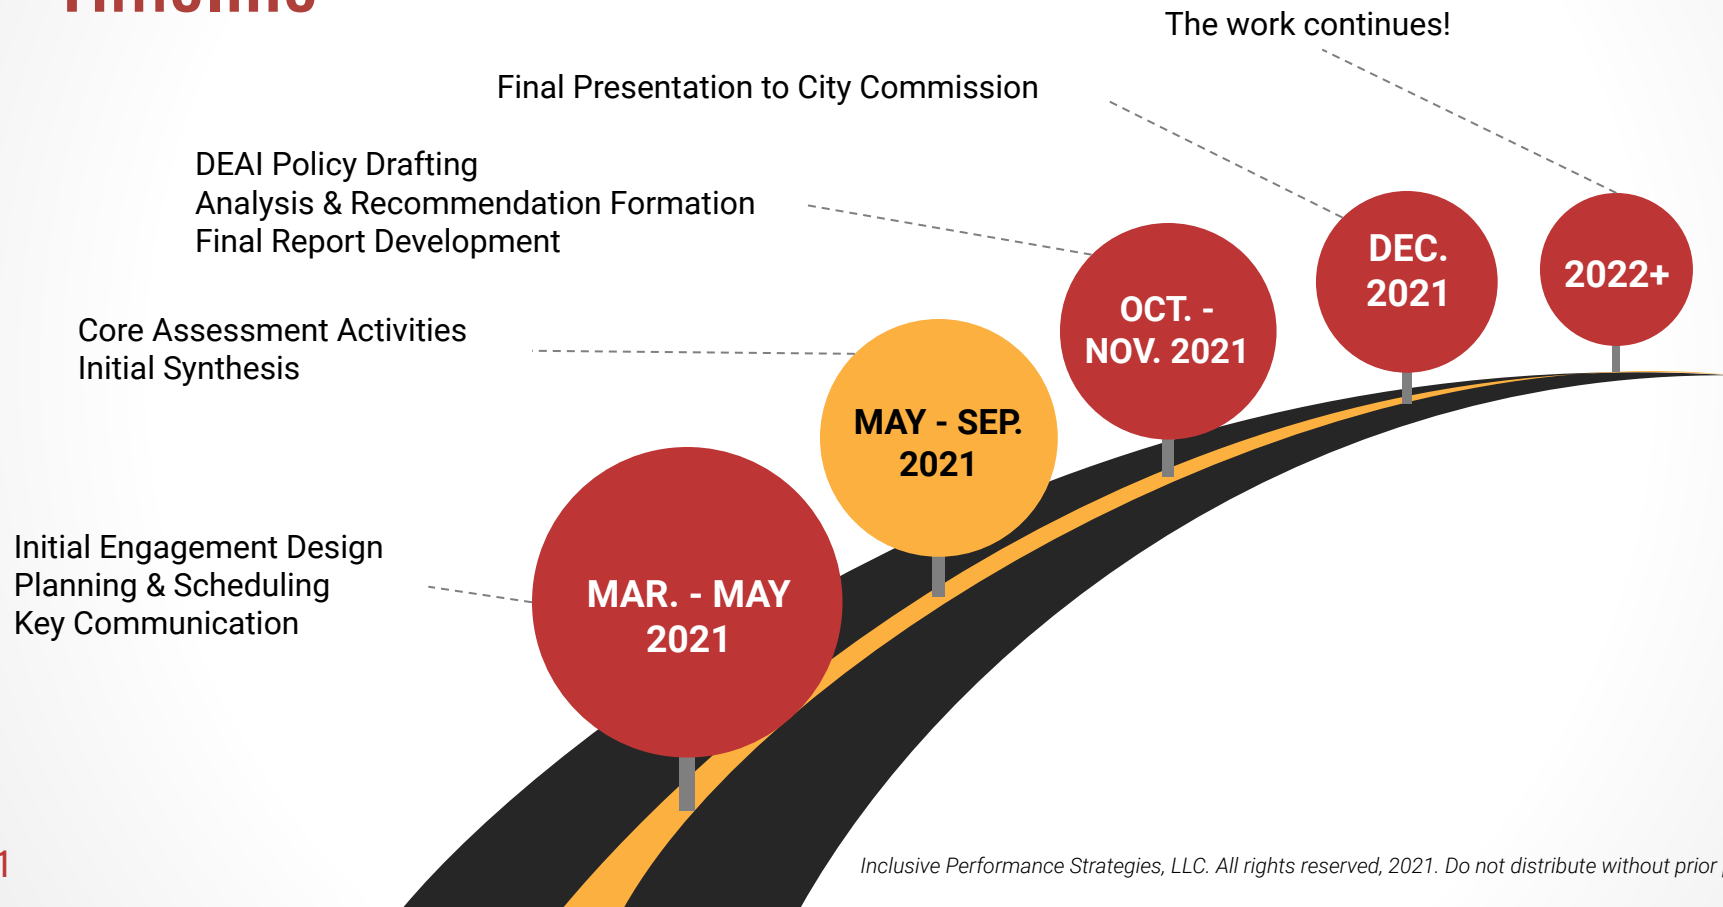 Timeline
The work continues!
Final Presentation to City Commission
DEAI Policy Drafting
Analysis & Recommendation Formation
Final Report Development
DEC.
2021
2022+
OCT. -
NOV. 2021
Core Assessment Activities
Initial Synthesis
MAY - SEP.
2021
Initial Engagement Design
Planning & Scheduling
Key Communication
MAR. - MAY
2021
1
Inclusive Performance Strategies, LLC. All rights reserved, 2021. Do not distribute without prior